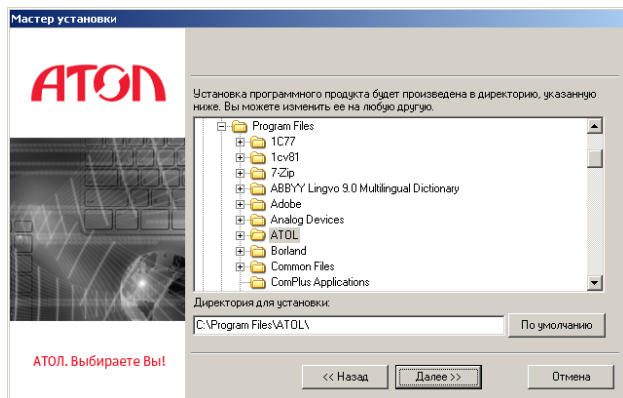 Мастер установки
АТОЛ
Установка программного продукта будет произведена в директорию, указанную
ниже. Вы можете изменить ее на любую другую.
Program Files
1C77
1cv81
7-Zip
ABBYY Lingvo 9.0 Multilingual Dictionary
Adobe
Analog Devices
ATOL
Borland
Common Files
ComPlus Applications
Директория для установки:
C:\Program Files\ATOL\
По умолчанию
АТОЛ. Выбираете Вы!
<< Назад
Далее >>
Отмена